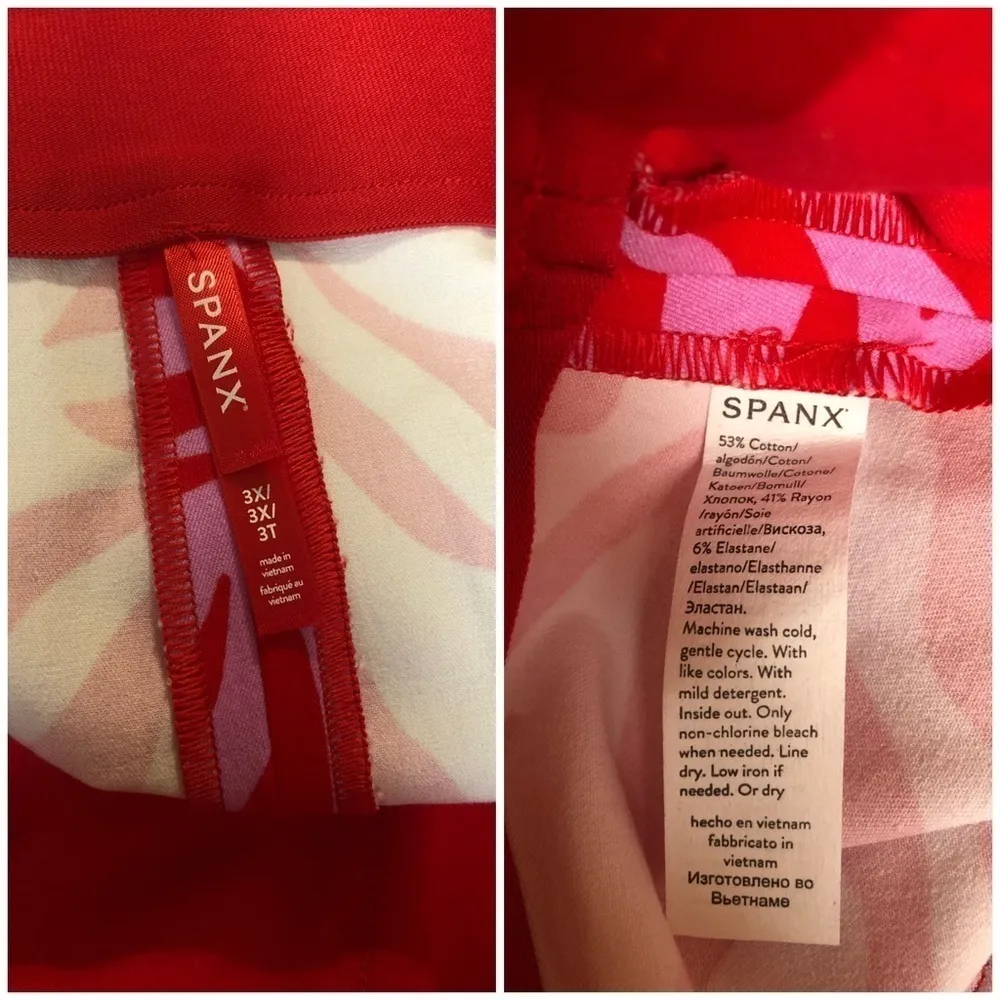 SPANX
3X/
3X/
3T
made in
vietnam
fabriqué au
vietnam
SPANX
53% Cotton/
algodón/Coton/
Baumwolle/Cotone/
Katoen/Bomull/
Хлопок, 41% Rayon
/rayón/Soie
artificielle/Вискоза,
6% Elastane/
elastano/Elasthanne
/Elastan/Elastaan/
Эластан.
Machine wash cold,
gentle cycle. With
like colors. With
mild detergent.
Inside out. Only
non-chlorine bleach
when needed. Line
dry. Low iron if
needed. Or dry
hecho en vietnam
fabbricato in
vietnam
Изготовлено во
Вьетнаме